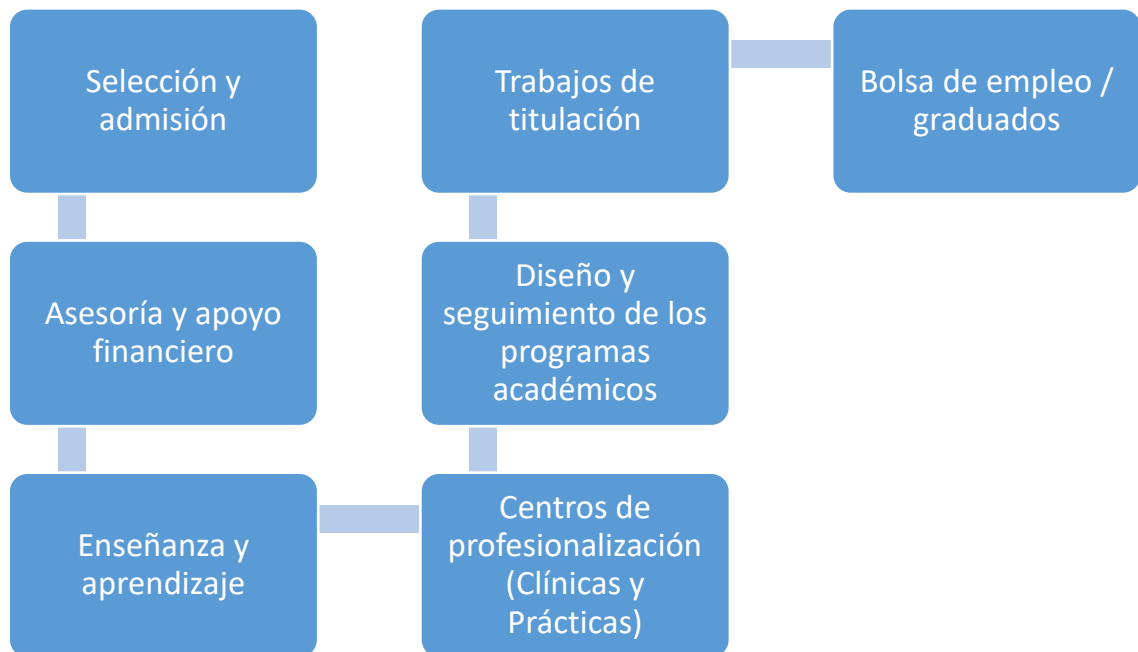 Selección y
admisión
Asesoría y apoyo
financiero
Enseñanza y
aprendizaje
Centros de
profesionalización
(Clínicas y
Prácticas)
Diseño y
seguimiento de los
programas
académicos
Trabajos de
titulación
Bolsa de empleo /
graduados